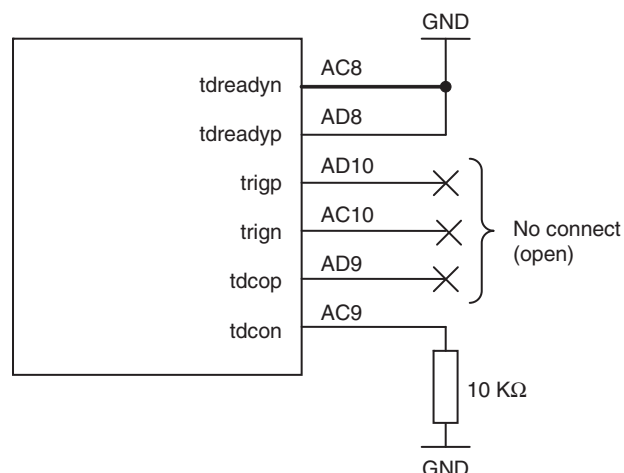 GND
tdreadyn AC8
tdreadyp AD8
trigp AD10
trign AC10
tdcop AD9
tdcon AC9
No connect
(open)
10 KΩ
GND